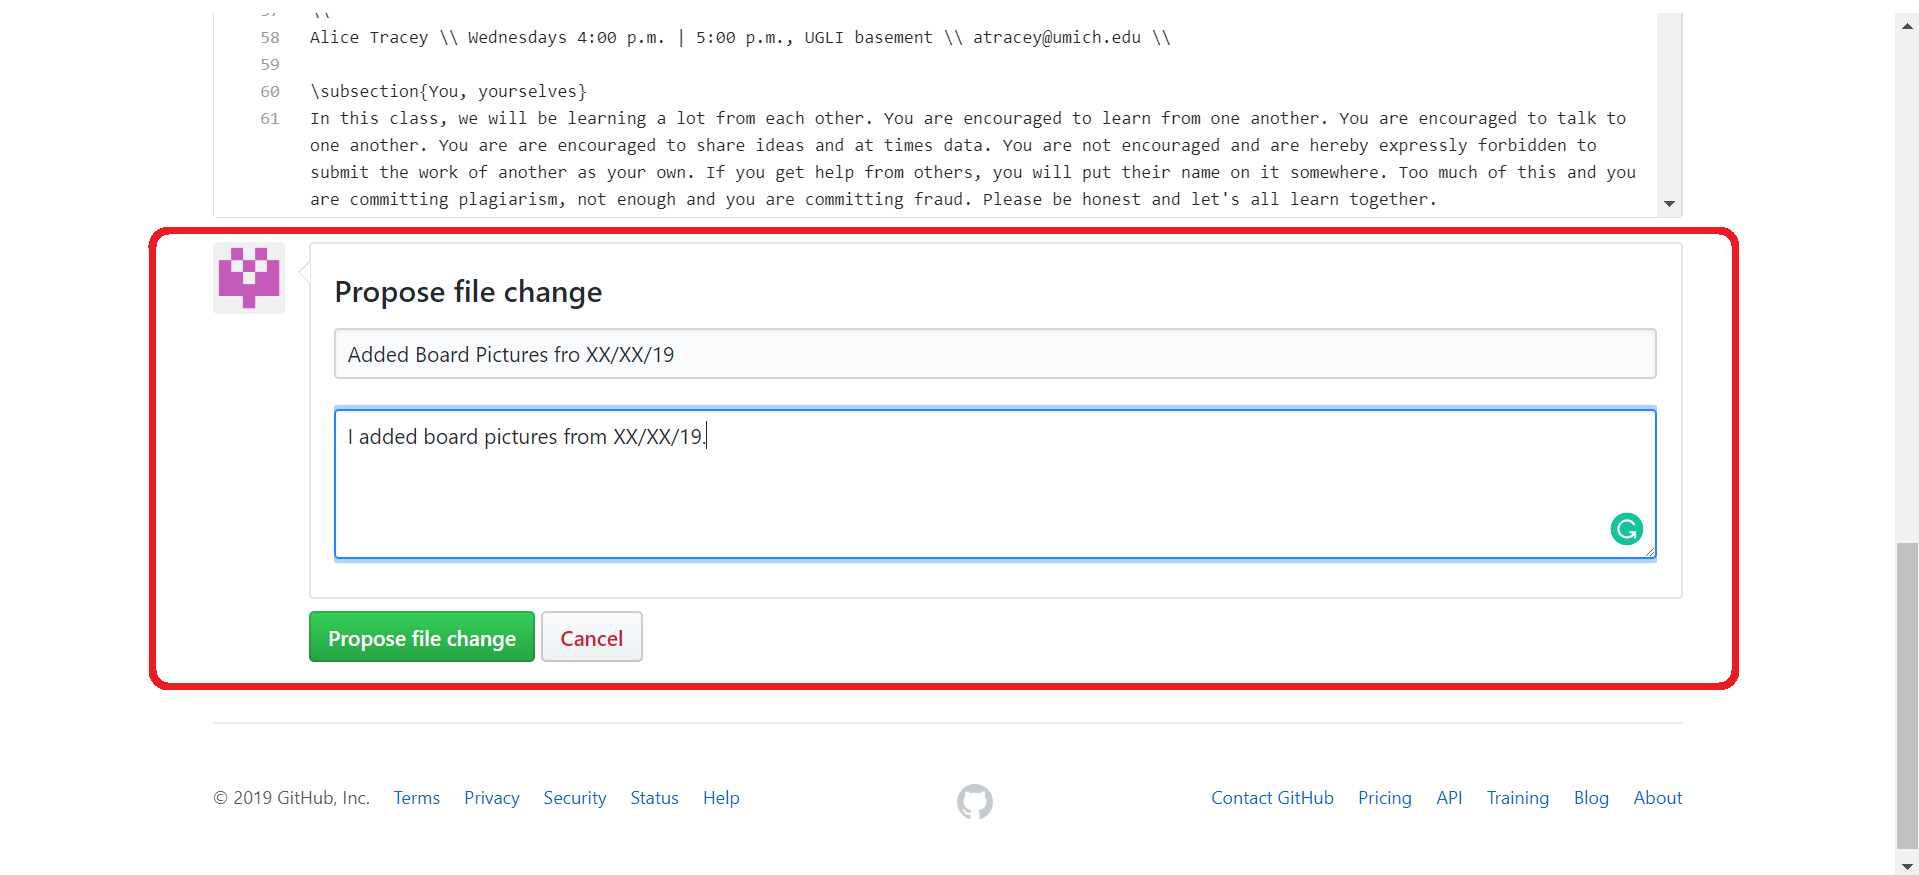 \\
58 Alice Tracey \\ Wednesdays 4:00 p.m. | 5:00 p.m., UGLI basement \\ atracey@umich.edu \\
59
60 \subsection{You, yourselves}
61 In this class, we will be learning a lot from each other. You are encouraged to learn from one another. You are encouraged to talk to
one another. You are are encouraged to share ideas and at times data. You are not encouraged and are hereby expressly forbidden to
submit the work of another as your own. If you get help from others, you will put their name on it somewhere. Too much of this and you
are committing plagiarism, not enough and you are committing fraud. Please be honest and let's all learn together.
Propose file change
Added Board Pictures fro XX/XX/19
I added board pictures from XX/XX/19.
Propose file change Cancel
© 2019 GitHub, Inc. Terms Privacy Security Status Help Contact GitHub Pricing API Training Blog About